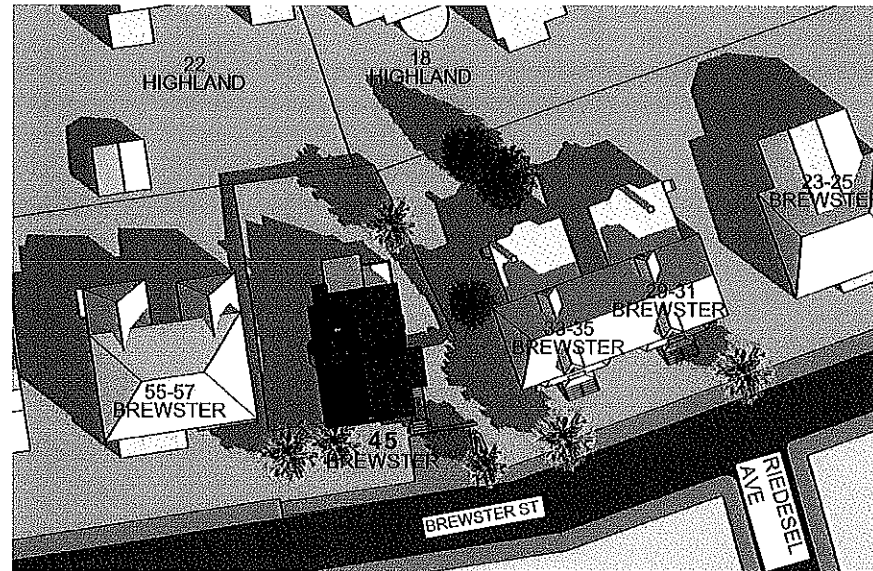 22
HIGHLAND
18
HIGHLAND
23-25
BREWSTER
29-31
BREWSTER
33-35
BREWSTER
55-57
BREWSTER
45
BREWSTER
BREWSTER ST
RIEDESEL
AVE